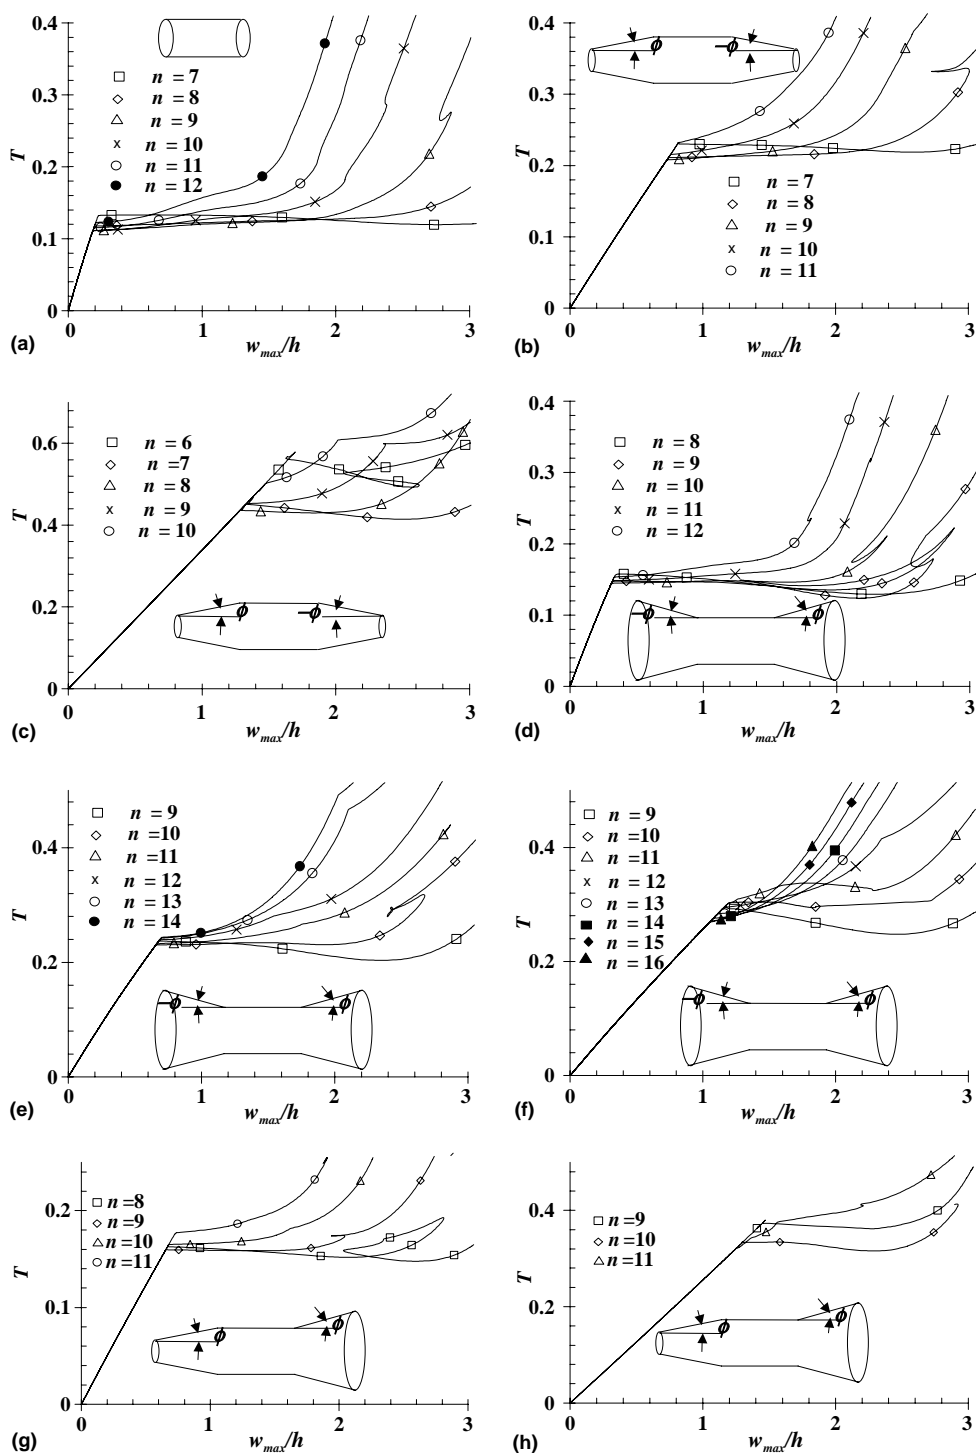 0.4
0.3
0.2
0.1
0
T
n = 7
n = 8
n = 9
n = 10
n = 11
n = 12
0
1
2
3
(a)
w_max/h
0.4
0.3
0.2
0.1
0
T
ϕ
−ϕ
n = 7
n = 8
n = 9
n = 10
n = 11
0
1
2
3
(b)
w_max/h
0.6
0.4
0.2
0
T
n = 6
n = 7
n = 8
n = 9
n = 10
ϕ
−ϕ
0
1
2
3
(c)
w_max/h
0.4
0.3
0.2
0.1
0
T
n = 8
n = 9
n = 10
n = 11
n = 12
−ϕ
ϕ
0
1
2
3
(d)
w_max/h
0.4
0.2
0
T
n = 9
n =10
n =11
n = 12
n = 13
n = 14
−ϕ
ϕ
0
1
2
3
(e)
w_max/h
0.4
0.2
0
T
n = 9
n = 10
n = 11
n = 12
n = 13
n = 14
n = 15
n = 16
−ϕ
ϕ
0
1
2
3
(f)
w_max/h
0.2
0.1
0
T
n =8
n =9
n =10
n =11
ϕ
ϕ
0
1
2
3
(g)
w_max/h
0.4
0.2
0
T
n =9
n =10
n =11
ϕ
ϕ
0
1
2
3
(h)
w_max/h